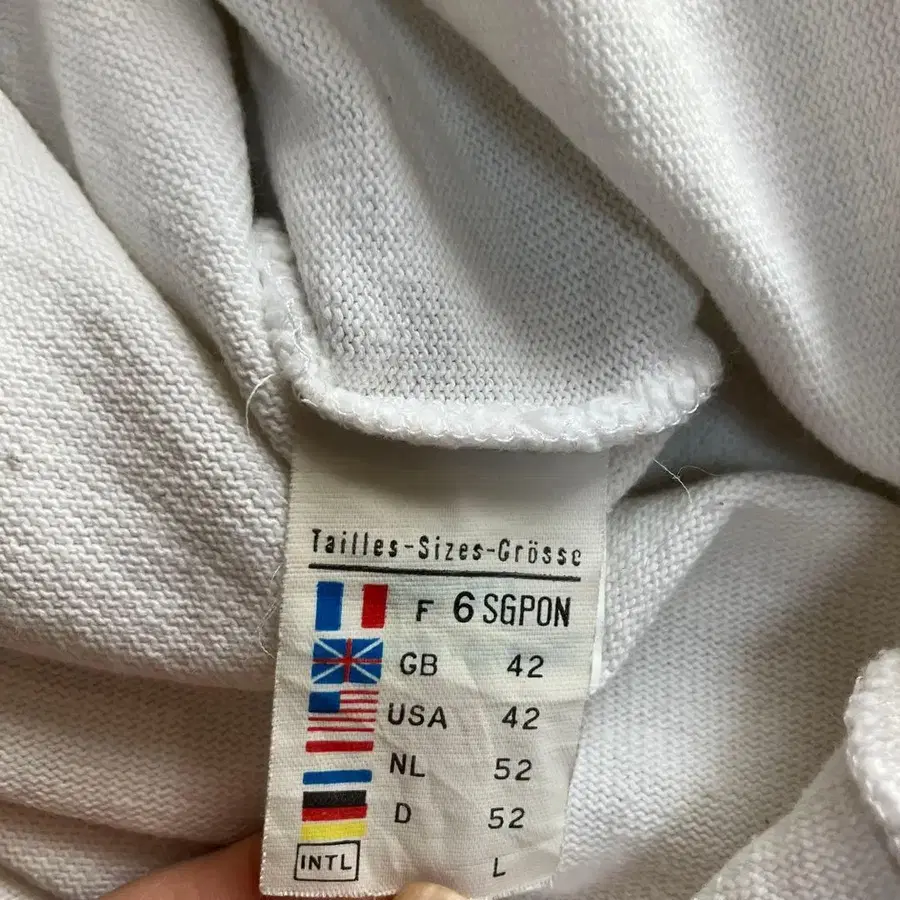 Tailles-Sizes-Grösse
F 6 SGPON
GB 42
USA 42
NL 52
D 52
INTL L